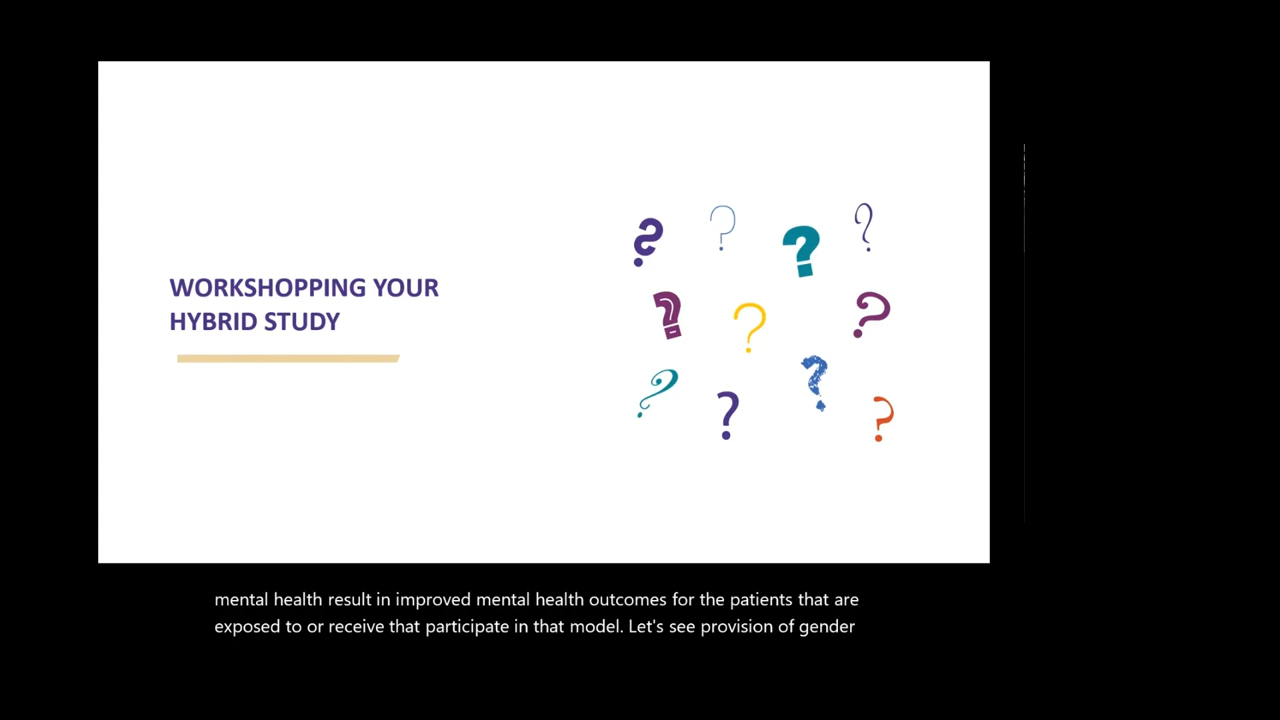 WORKSHOPPING YOUR
HYBRID STUDY
? ? ? ?
? ? ?
? ? ? ?
mental health result in improved mental health outcomes for the patients that are
exposed to or receive that participate in that model. Let's see provision of gender